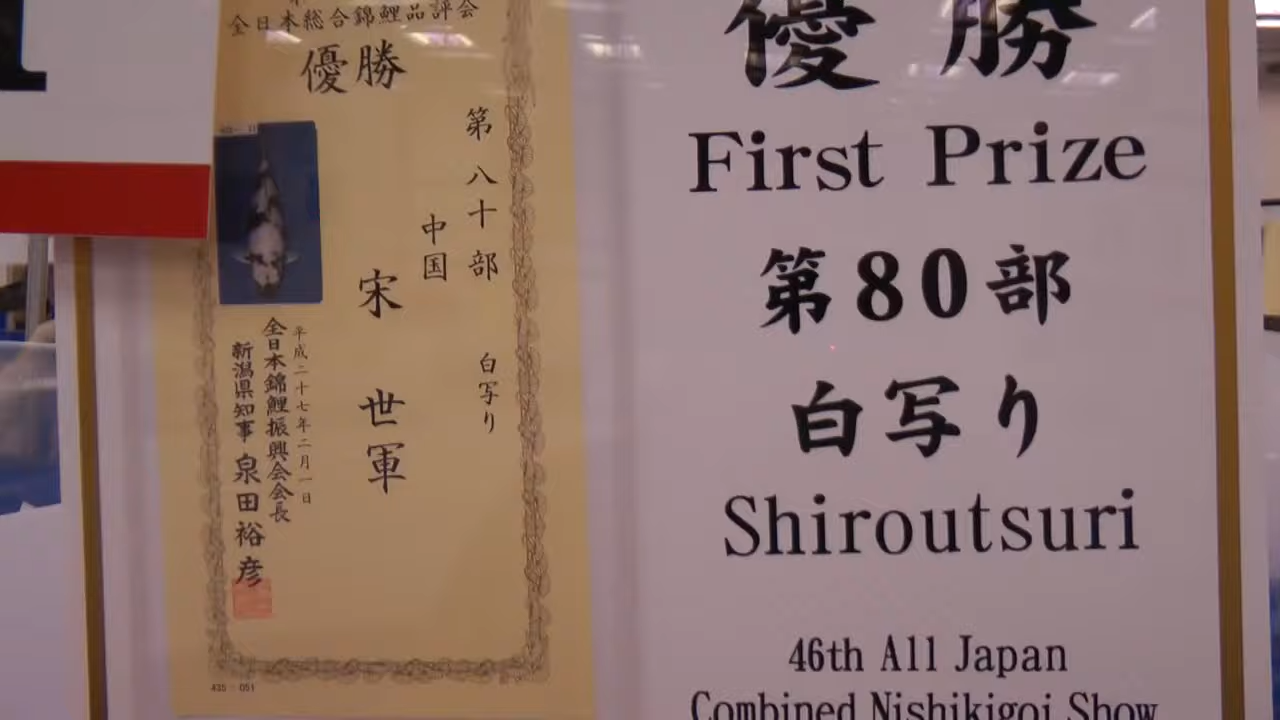 全日本総合錦鯉品評会
優勝
第八十部 白写り
中国
宋世軍
平成二十七年二月一日
全日本錦鯉振興会会長
新潟県知事 泉田裕彦
435-051
優勝
First Prize
第80部
白写り
Shiroutsuri
46th All Japan
Combined Nishikigoi Show